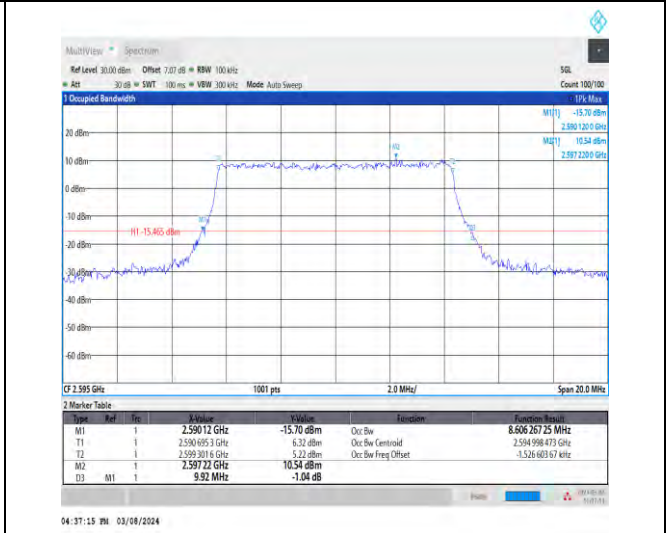 MultiView Spectrum
Ref Level 30.00 dBm Offset 7.07 dB RBW 100 kHz SGL
Att 30 dB SWT 100 ms VBW 300 kHz Mode Auto Sweep Count 100/100
1 Occupied Bandwidth 1Pk Max
M1[1] -15.70 dBm
2.590 120 0 GHz
M2[1] 10.54 dBm
2.597 220 0 GHz
20 dBm
10 dBm
0 dBm
-10 dBm
H1 -15.465 dBm
-20 dBm
-30 dBm
-40 dBm
-50 dBm
-60 dBm
CF 2.595 GHz 1001 pts 2.0 MHz/ Span 20.0 MHz
2 Marker Table
Type Ref Trc X-Value Y-Value Function Function Result
M1 1 2.590 12 GHz -15.70 dBm Occ Bw 8.606 267 25 MHz
T1 1 2.590 695 3 GHz 6.32 dBm Occ Bw Centroid 2.594 998 473 GHz
T2 1 2.599 301 6 GHz 5.22 dBm Occ Bw Freq Offset -1.526 603 67 kHz
M2 1 2.597 22 GHz 10.54 dBm
D3 M1 1 9.92 MHz -1.04 dB
04:37:15 PM 03/08/2024